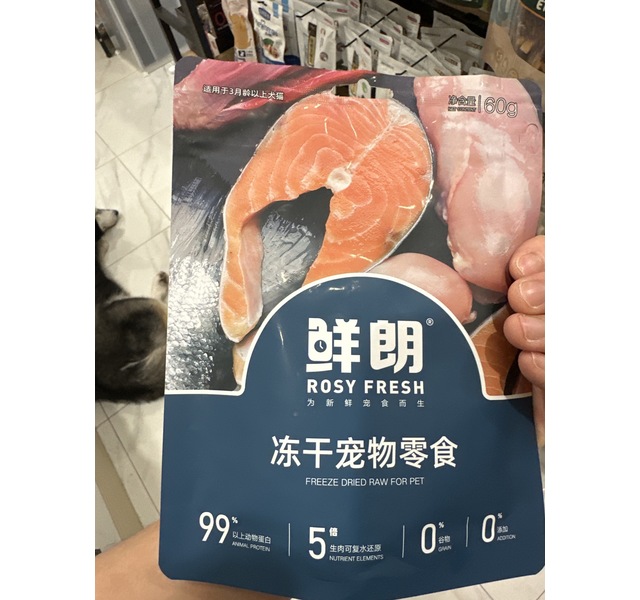 适用于3月龄以上犬猫
净含量 60g
NET CONTENT
鲜朗®
ROSY FRESH
为新鲜宠食而生
冻干宠物零食
FREEZE DRIED RAW FOR PET
99% 以上动物蛋白
ANIMAL PROTEIN
5倍 生肉可复水还原
NUTRIENT ELEMENTS
0% 谷物
GRAIN
0% 添加
ADDITION